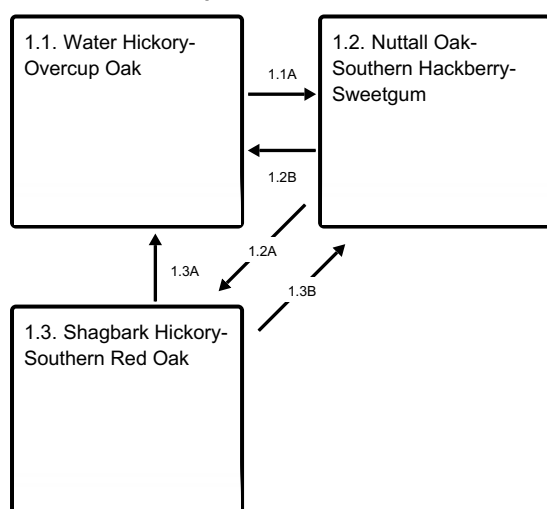 1.1. Water Hickory-
Overcup Oak
1.2. Nuttall Oak-
Southern Hackberry-
Sweetgum
1.1A
1.2B
1.2A
1.3A
1.3B
1.3. Shagbark Hickory-
Southern Red Oak